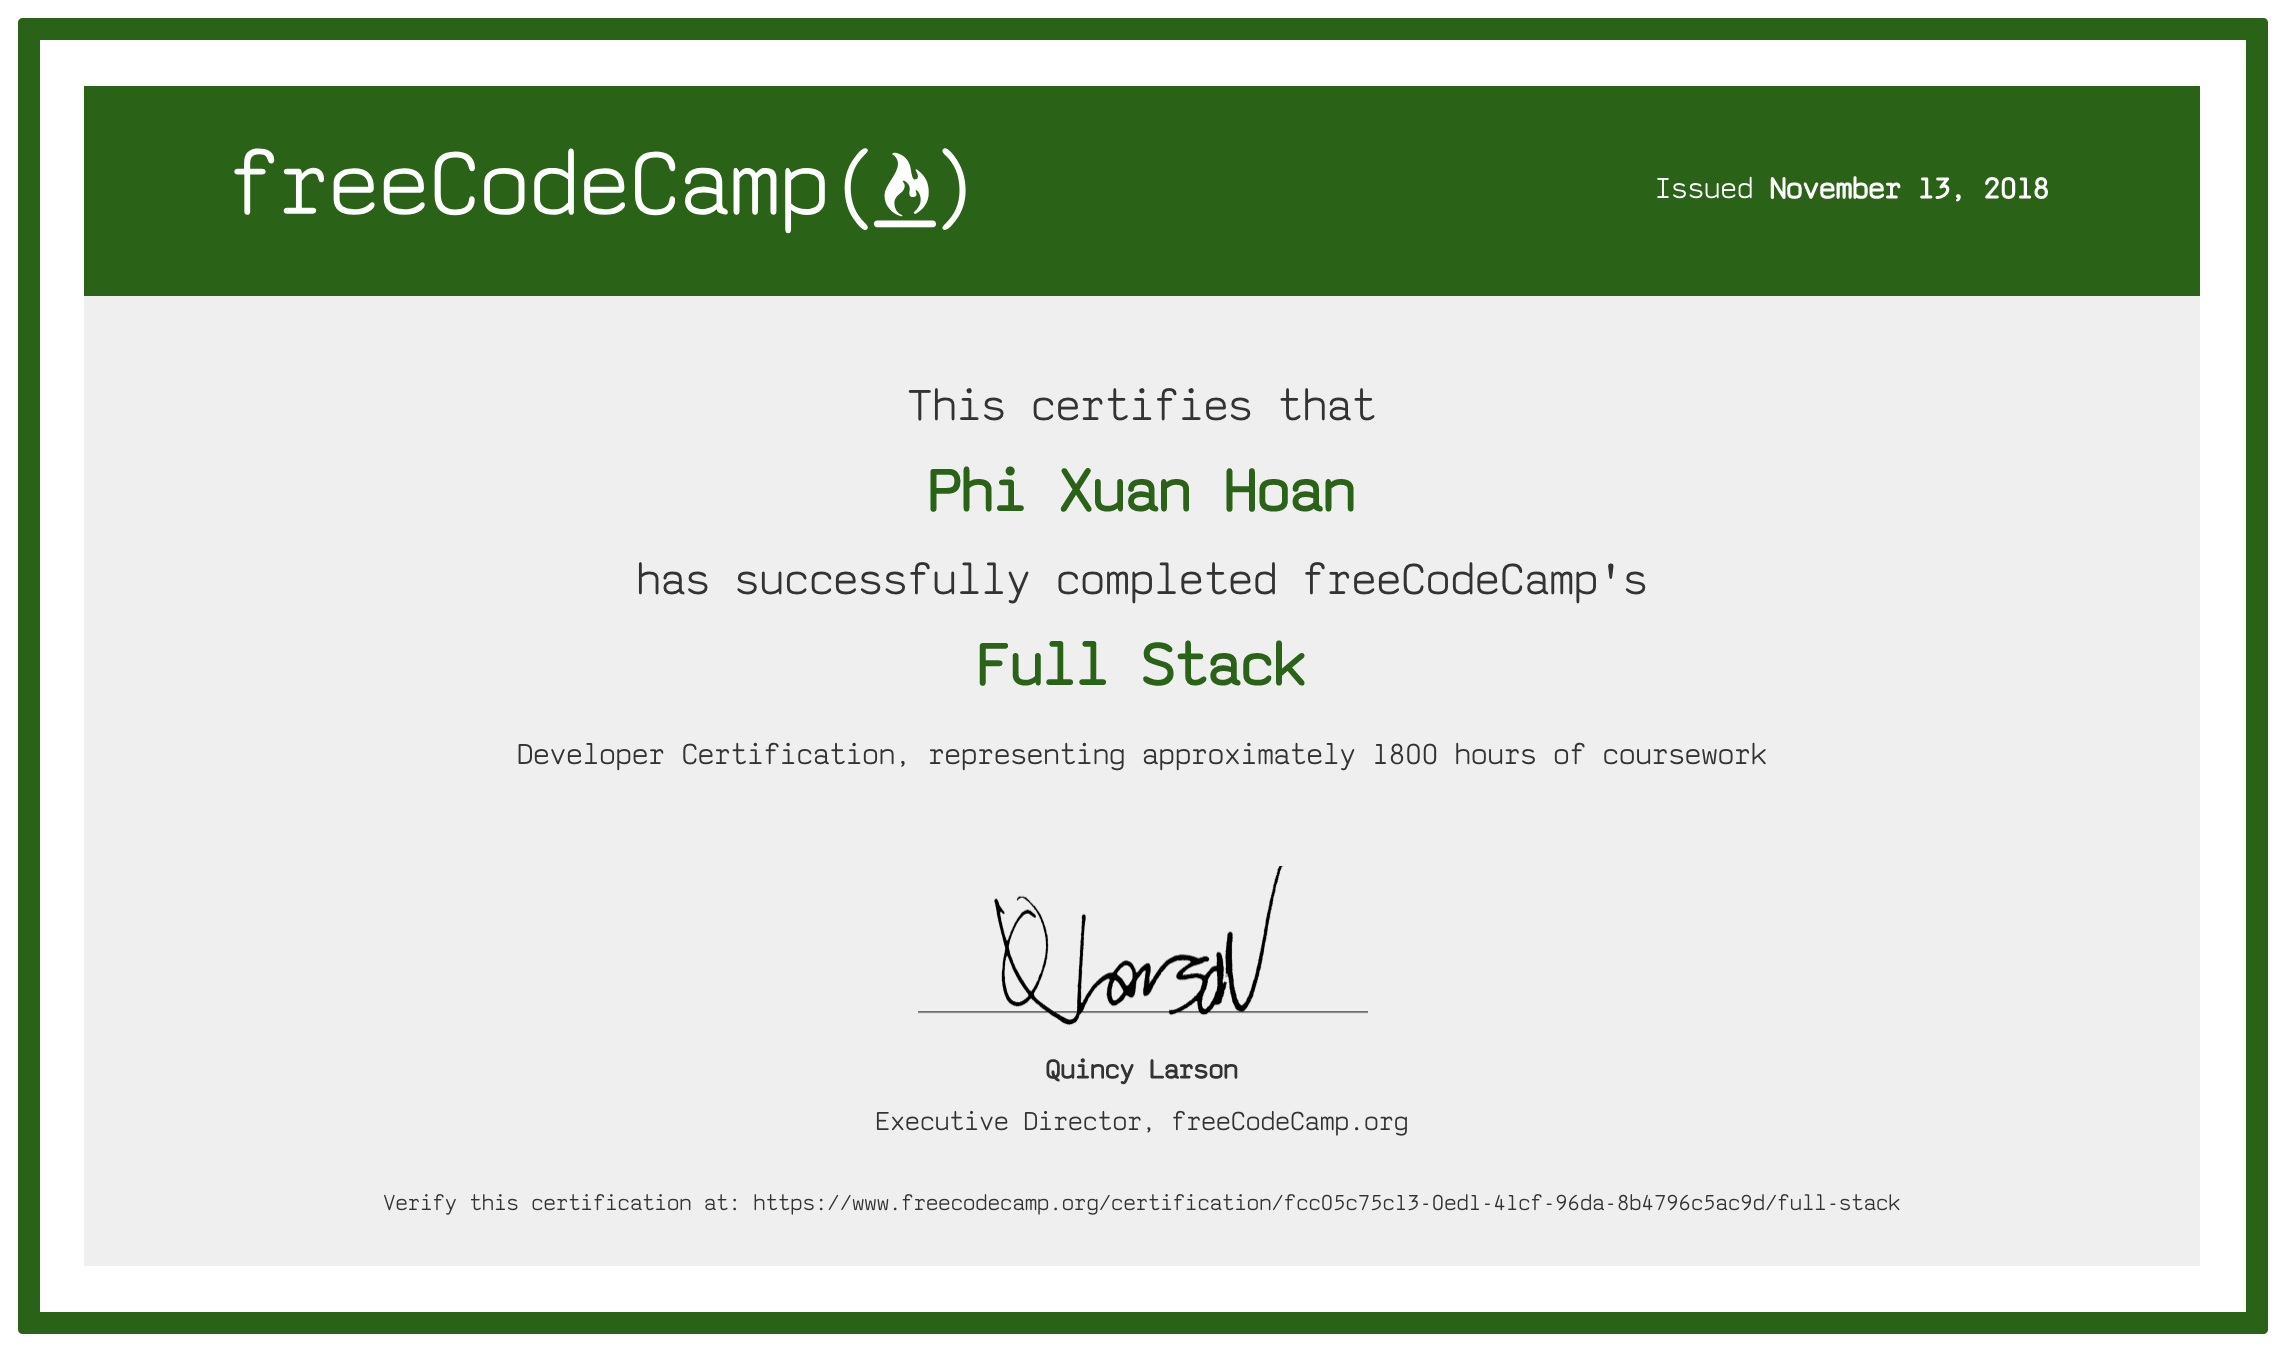 freeCodeCamp(🔥)
Issued November 13, 2018
This certifies that
Phi Xuan Hoan
has successfully completed freeCodeCamp's
Full Stack
Developer Certification, representing approximately 1800 hours of coursework
Q Larson
Quincy Larson
Executive Director, freeCodeCamp.org
Verify this certification at: https://www.freecodecamp.org/certification/fcc05c75c13-0ed1-41cf-96da-8b4796c5ac9d/full-stack